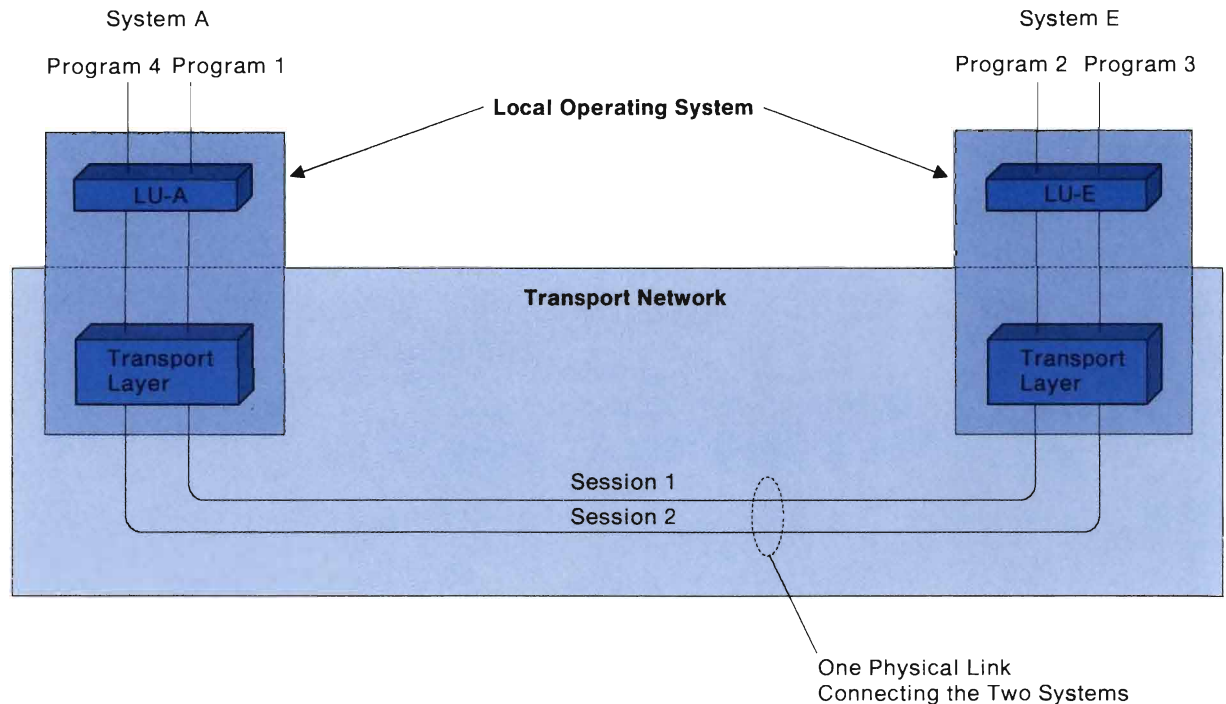 System A
System E
Program 4 Program 1
Program 2 Program 3
Local Operating System
LU-A
LU-E
Transport Network
Transport
Layer
Transport
Layer
Session 1
Session 2
One Physical Link
Connecting the Two Systems